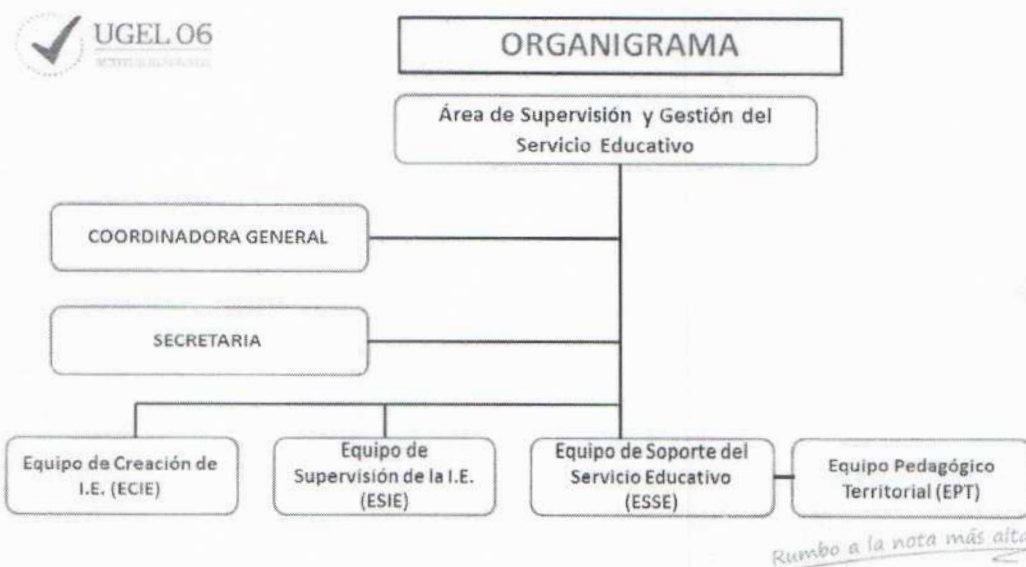 UGEL 06
ORGANIGRAMA
Área de Supervisión y Gestión del
Servicio Educativo
COORDINADORA GENERAL
SECRETARIA
Equipo de Creación de
I.E. (ECIE)
Equipo de
Supervisión de la I.E.
(ESIE)
Equipo de Soporte del
Servicio Educativo
(ESSE)
Equipo Pedagógico
Territorial (EPT)
Rumbo a la nota más alta